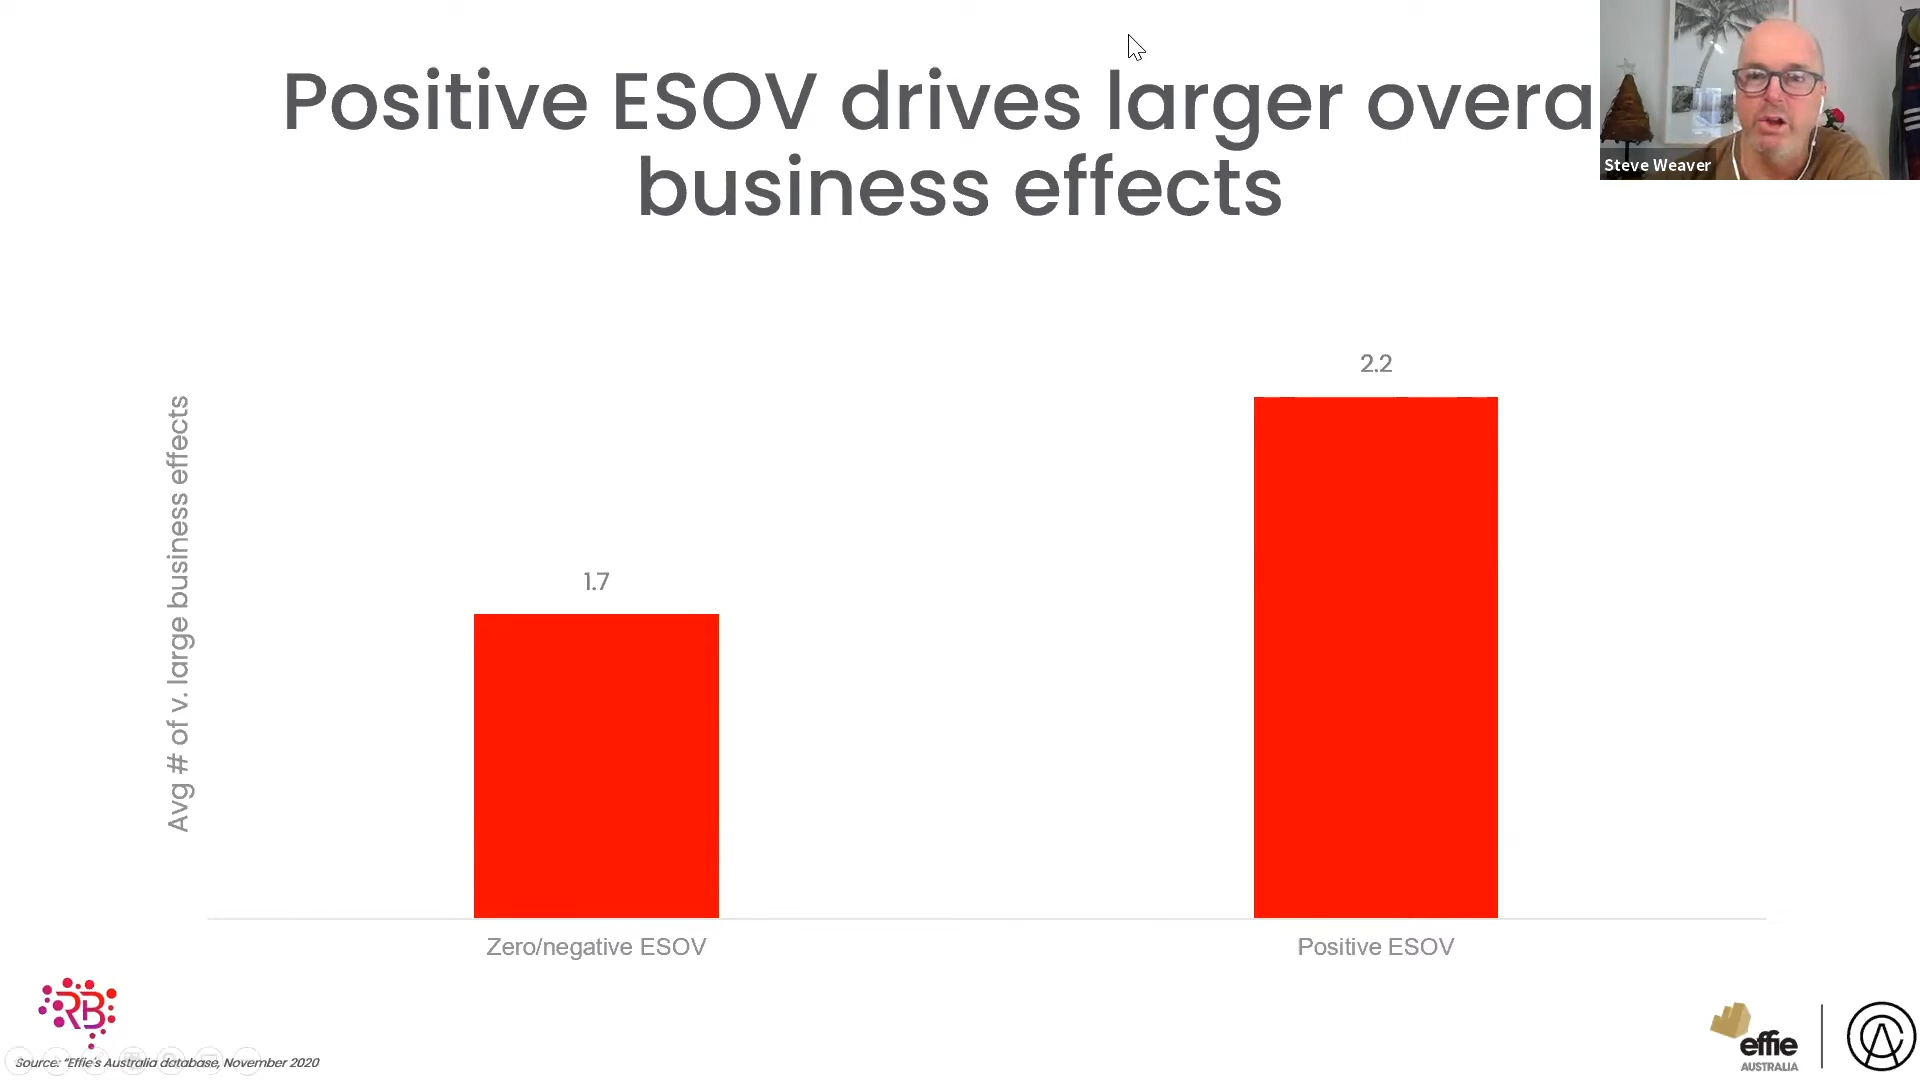 Positive ESOV drives larger overa
business effects
Steve Weaver
Avg # of v. large business effects
1.7
2.2
Zero/negative ESOV
Positive ESOV
RB
Source: "Effie's Australia database, November 2020
effie
AUSTRALIA